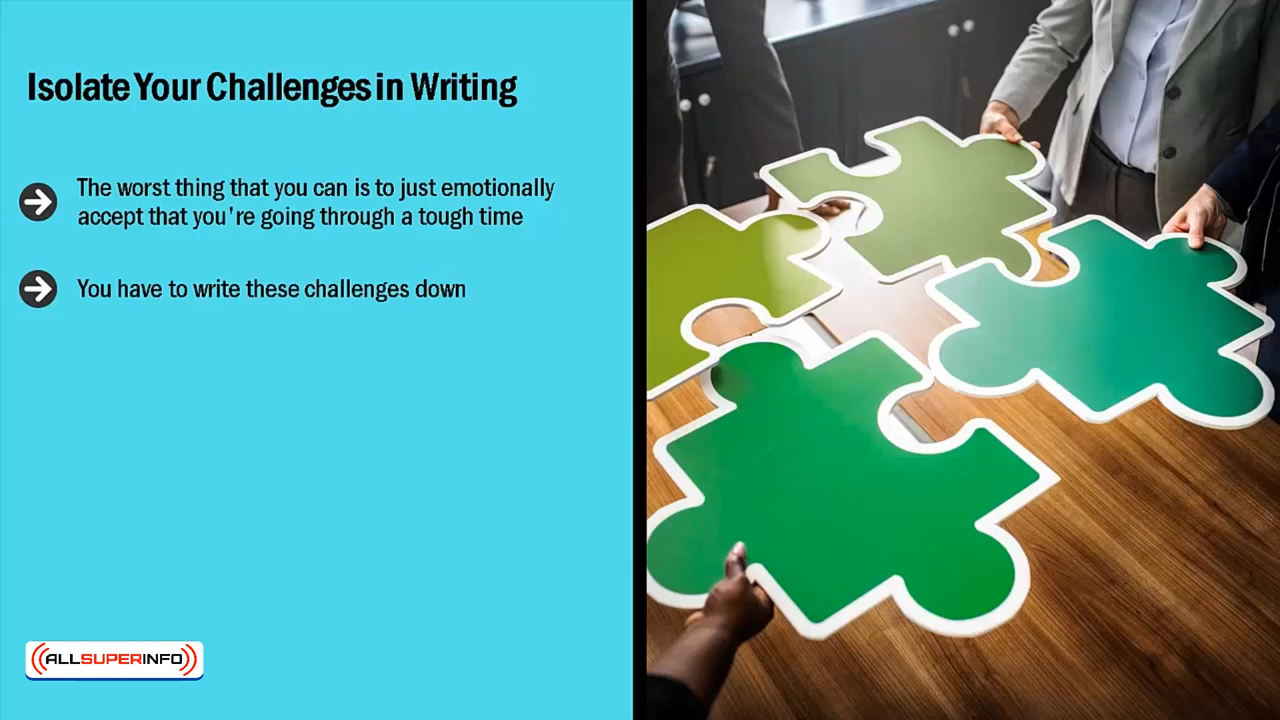 Isolate Your Challenges in Writing
The worst thing that you can is to just emotionally
accept that you're going through a tough time
You have to write these challenges down
ALLSUPERINFO